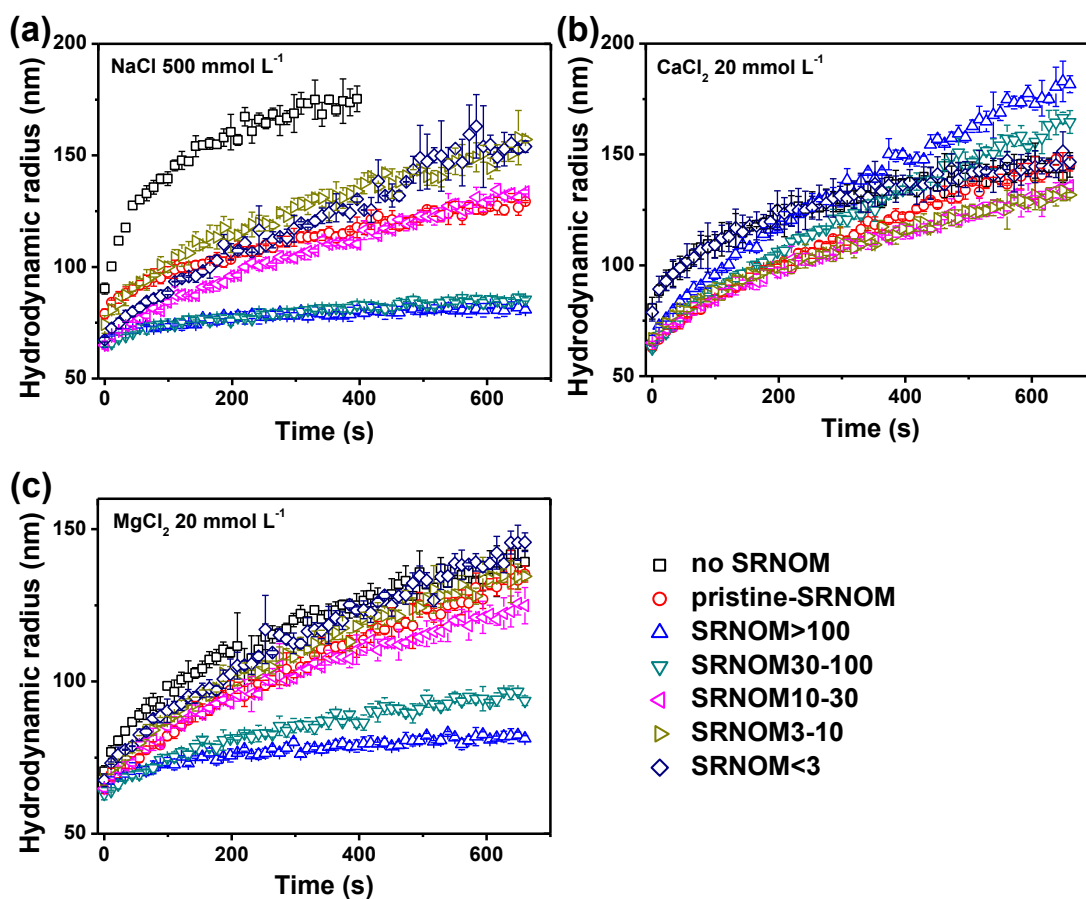 (a)
NaCl 500 mmol L⁻¹
200
150
100
50
Hydrodynamic radius (nm)
0 200 400 600
Time (s)
(b)
CaCl₂ 20 mmol L⁻¹
200
150
100
50
Hydrodynamic radius (nm)
0 200 400 600
Time (s)
(c)
MgCl₂ 20 mmol L⁻¹
150
100
50
Hydrodynamic radius (nm)
0 200 400 600
Time (s)
no SRNOM
pristine-SRNOM
SRNOM>100
SRNOM30-100
SRNOM10-30
SRNOM3-10
SRNOM<3